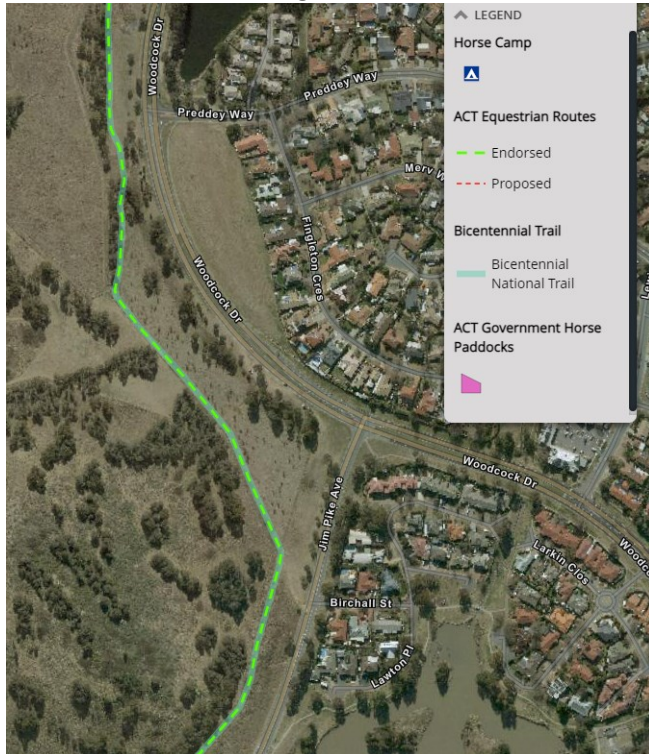 LEGEND
Horse Camp
ACT Equestrian Routes
Endorsed
Proposed
Bicentennial Trail
Bicentennial
National Trail
ACT Government Horse
Paddocks
Woodcock Dr
Preddey Way
Preddey Way
Merv W
Fingleton Cres
Woodcock Dr
Woodcock Dr
Jim Pike Ave
Larkin Clos
Birchall St
Lawton Pl